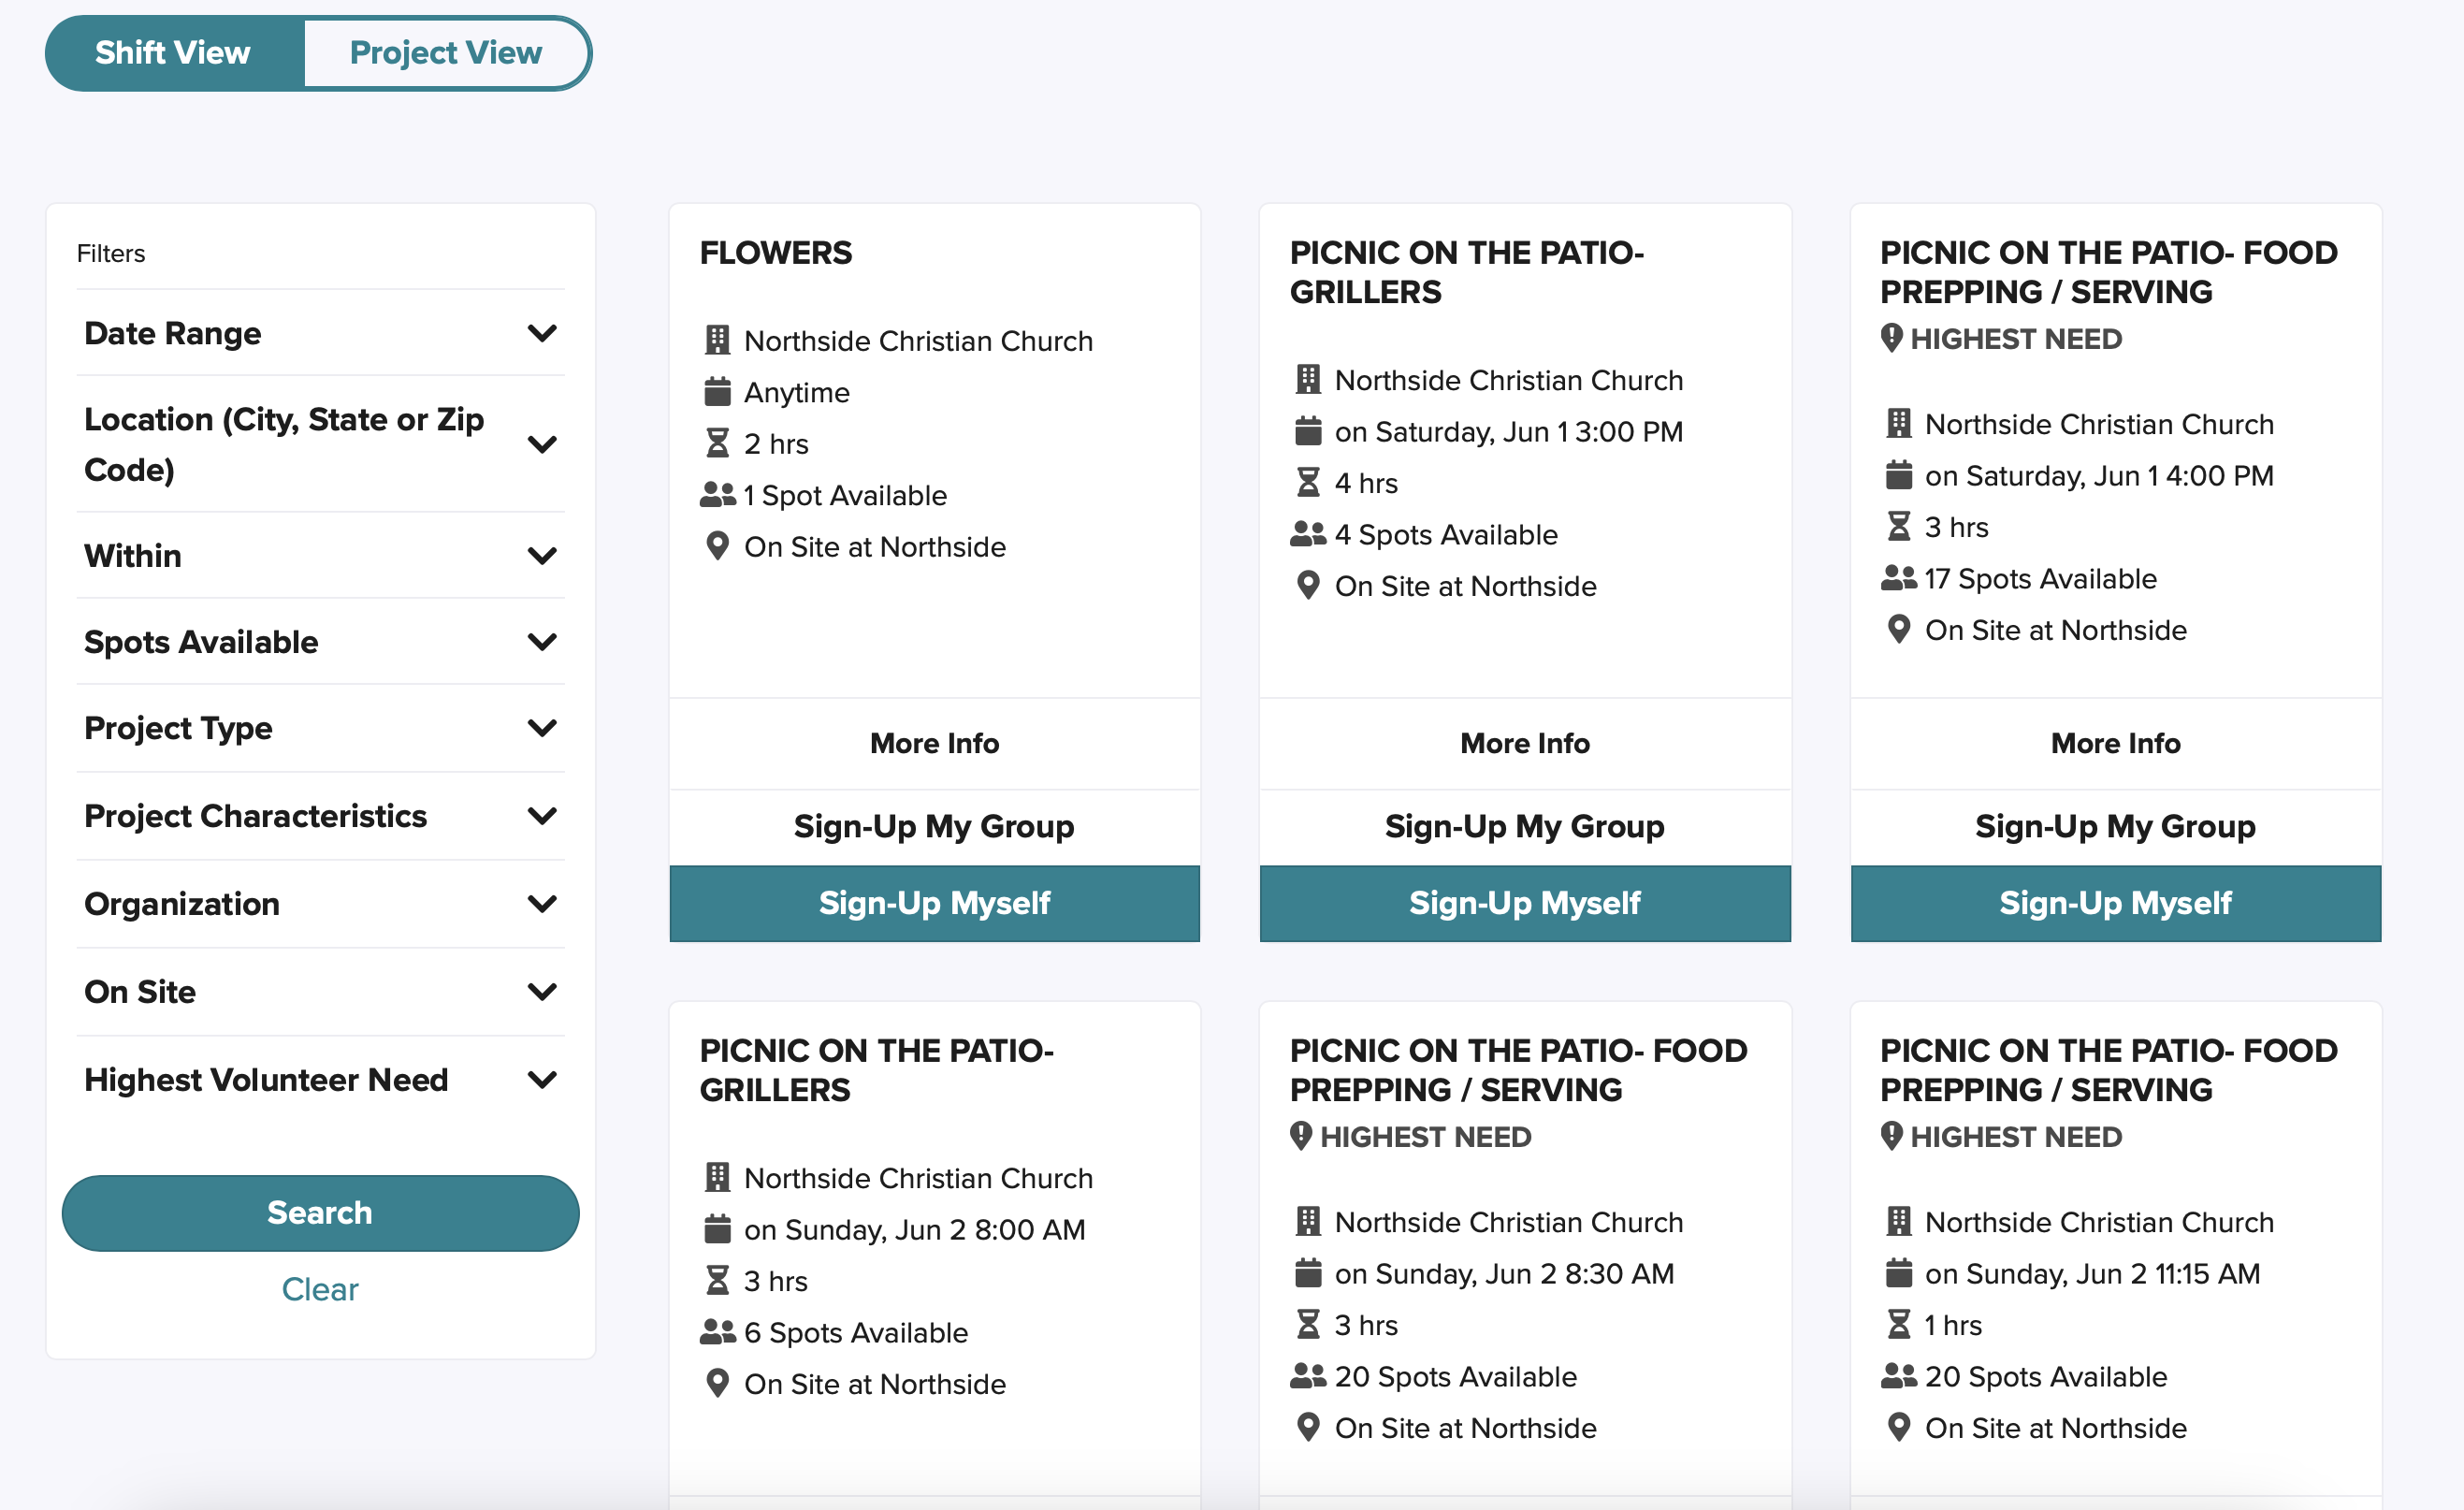 Shift View
Project View
Filters
Date Range
Location (City, State or Zip
Code)
Within
Spots Available
Project Type
Project Characteristics
Organization
On Site
Highest Volunteer Need
Search
Clear
FLOWERS
Northside Christian Church
Anytime
2 hrs
1 Spot Available
On Site at Northside
More Info
Sign-Up My Group
Sign-Up Myself
PICNIC ON THE PATIO-
GRILLERS
Northside Christian Church
on Saturday, Jun 1 3:00 PM
4 hrs
4 Spots Available
On Site at Northside
More Info
Sign-Up My Group
Sign-Up Myself
PICNIC ON THE PATIO- FOOD
PREPPING / SERVING
HIGHEST NEED
Northside Christian Church
on Saturday, Jun 1 4:00 PM
3 hrs
17 Spots Available
On Site at Northside
More Info
Sign-Up My Group
Sign-Up Myself
PICNIC ON THE PATIO-
GRILLERS
Northside Christian Church
on Sunday, Jun 2 8:00 AM
3 hrs
6 Spots Available
On Site at Northside
PICNIC ON THE PATIO- FOOD
PREPPING / SERVING
HIGHEST NEED
Northside Christian Church
on Sunday, Jun 2 8:30 AM
3 hrs
20 Spots Available
On Site at Northside
PICNIC ON THE PATIO- FOOD
PREPPING / SERVING
HIGHEST NEED
Northside Christian Church
on Sunday, Jun 2 11:15 AM
1 hrs
20 Spots Available
On Site at Northside